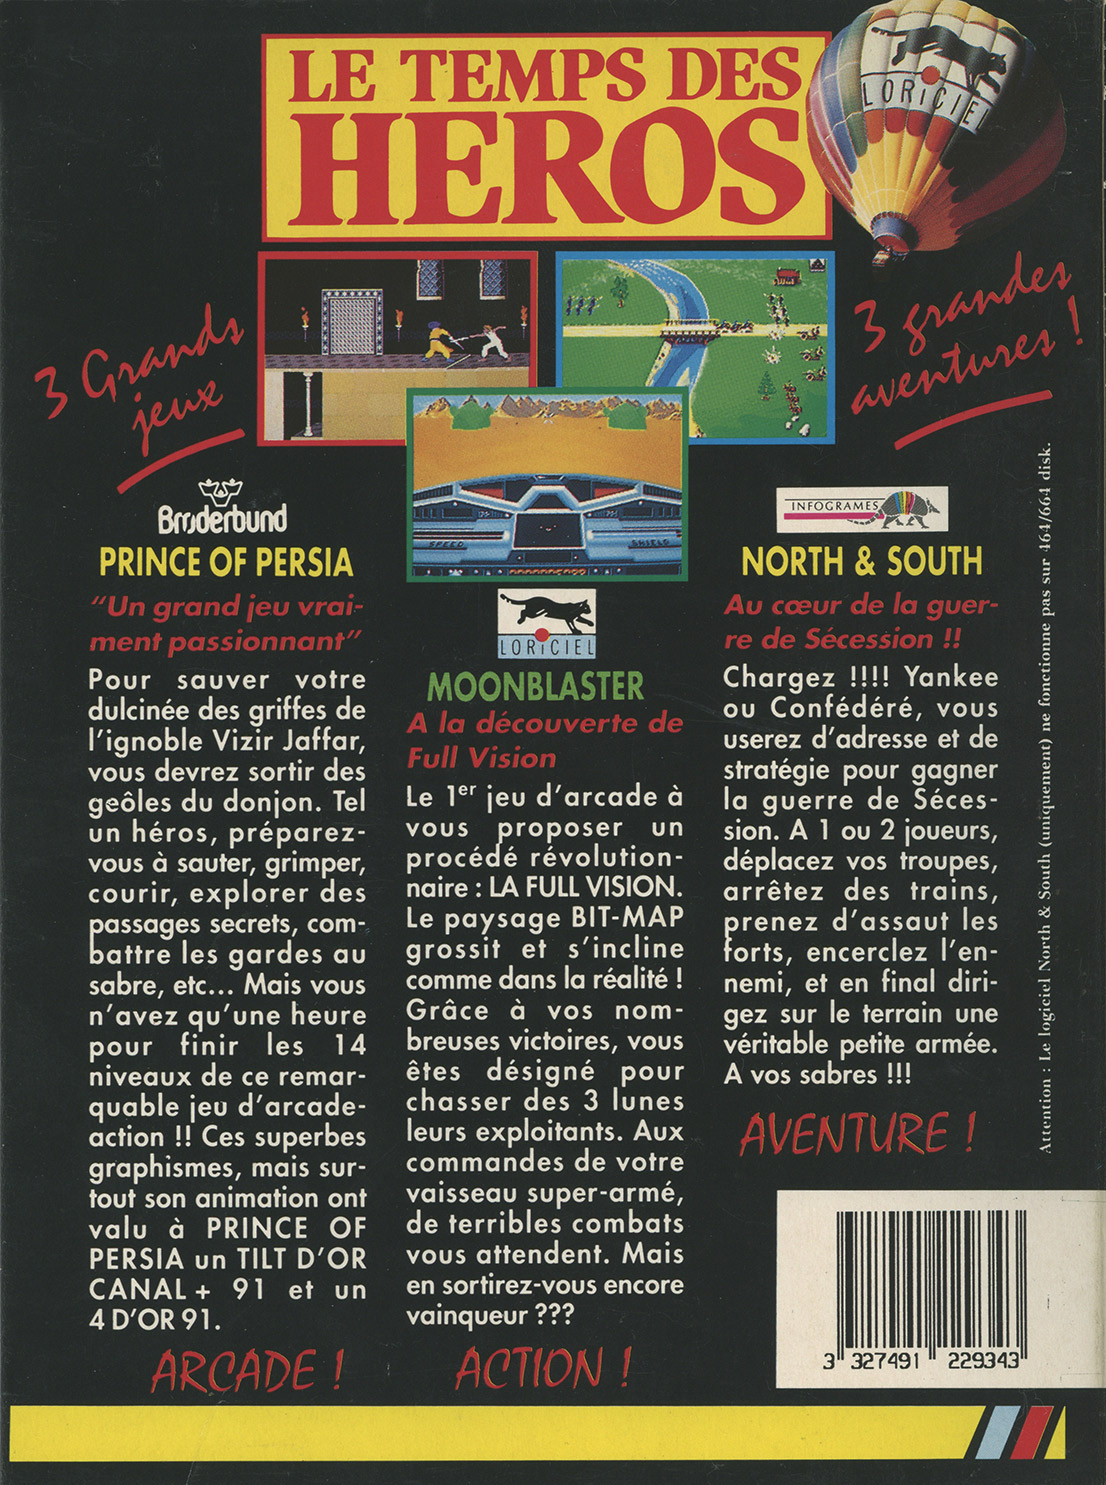 LE TEMPS DES
HEROS
LORICIEL
3 Grands
jeux
3 grandes
aventures !
Brøderbund
PRINCE OF PERSIA
"Un grand jeu vrai-
ment passionnant"
Pour sauver votre
dulcinée des griffes de
l'ignoble Vizir Jaffar,
vous devrez sortir des
geôles du donjon. Tel
un héros, préparez-
vous à sauter, grimper,
courir, explorer des
passages secrets, com-
battre les gardes au
sabre, etc... Mais vous
n'avez qu'une heure
pour finir les 14
niveaux de ce remar-
quable jeu d'arcade-
action !! Ces superbes
graphismes, mais sur-
tout son animation ont
valu à PRINCE OF
PERSIA un TILT D'OR
CANAL + 91 et un
4 D'OR 91.
ARCADE !
SPEED
SHIELD
LORICIEL
MOONBLASTER
A la découverte de
Full Vision
Le 1er jeu d'arcade à
vous proposer un
procédé révolution-
naire : LA FULL VISION.
Le paysage BIT-MAP
grossit et s'incline
comme dans la réalité !
Grâce à vos nom-
breuses victoires, vous
êtes désigné pour
chasser des 3 lunes
leurs exploitants. Aux
commandes de votre
vaisseau super-armé,
de terribles combats
vous attendent. Mais
en sortirez-vous encore
vainqueur ???
ACTION !
INFOGRAMES
NORTH & SOUTH
Au cœur de la guer-
re de Sécession !!
Chargez !!!! Yankee
ou Confédéré, vous
userez d'adresse et de
stratégie pour gagner
la guerre de Séces-
sion. A 1 ou 2 joueurs,
déplacez vos troupes,
arrêtez des trains,
prenez d'assaut les
forts, encerclez l'en-
nemi, et en final diri-
gez sur le terrain une
véritable petite armée.
A vos sabres !!!
AVENTURE !
Attention : Le logiciel North & South (uniquement) ne fonctionne pas sur 464/664 disk.
3 327491 229343